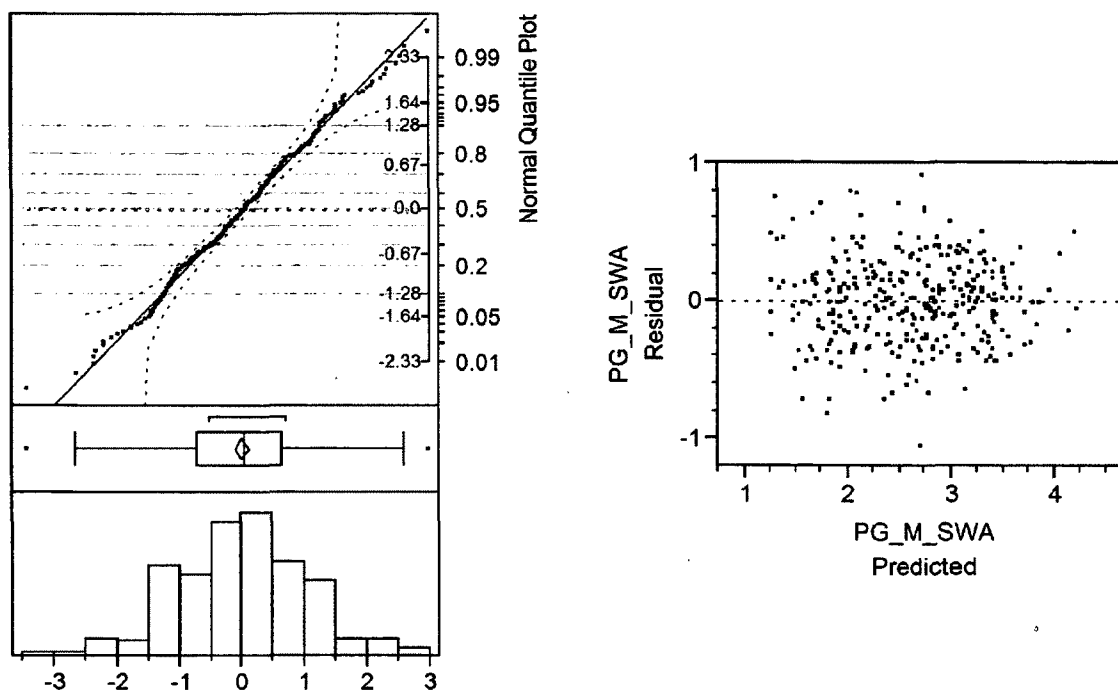 Normal Quantile Plot
2.33 0.99
1.64 0.95
1.28
0.67 0.8
0.0 0.5
-0.67
0.2
-1.28
-1.64 0.05
-2.33 0.01
-3 -2 -1 0 1 2 3
PG_M_SWA
Residual
1
0
-1
1 2 3 4
PG_M_SWA
Predicted